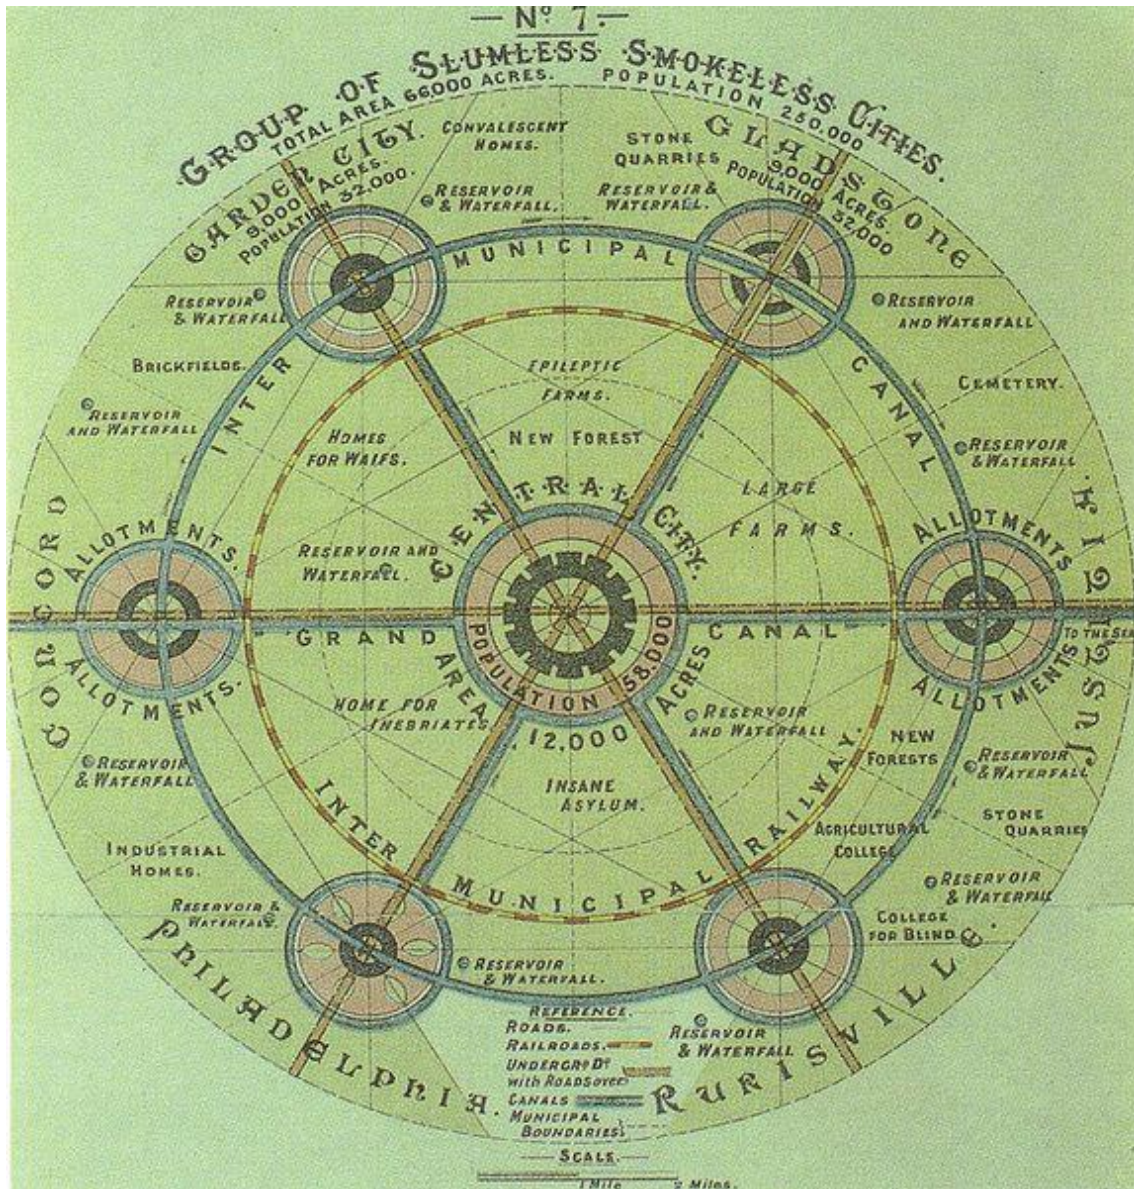 — Nº 7. —
GROUP OF SLUMLESS SMOKELESS CITIES.
TOTAL AREA 66,000 ACRES. POPULATION 250,000
GARDEN CITY.
9,000 ACRES.
POPULATION 32,000.
CONVALESCENT
HOMES.
STONE
QUARRIES
GLADSTONE
9,000 ACRES.
POPULATION 32,000
RESERVOIR
& WATERFALL.
RESERVOIR &
WATERFALL.
INTER MUNICIPAL CANAL
RESERVOIR
& WATERFALL
RESERVOIR
AND WATERFALL
BRICKFIELDS.
EPILEPTIC
FARMS.
CEMETERY.
RESERVOIR
AND WATERFALL
HOMES
FOR WAIFS.
NEW FOREST
RESERVOIR
& WATERFALL
LARGE
FARMS.
CENTRAL CITY.
CONCORD
ALLOTMENTS.
RESERVOIR AND
WATERFALL.
ALLOTMENTS
GRAND CANAL
POPULATION 58,000
TO THE SEA
ALLOTMENTS.
AREA 12,000 ACRES
ALLOTMENTS
HOME FOR
INEBRIATES
RESERVOIR
AND WATERFALL
NEW
FORESTS
RESERVOIR
& WATERFALL
RESERVOIR
& WATERFALL
INSANE
ASYLUM.
STONE
QUARRIES
INTER MUNICIPAL RAILWAY.
AGRICULTURAL
COLLEGE
INDUSTRIAL
HOMES.
RESERVOIR
& WATERFALL
RESERVOIR &
WATERFALL.
COLLEGE
FOR BLIND
RESERVOIR
& WATERFALL.
PHILADELPHIA.
RURISVILLE.
REFERENCE.
ROADS.
RAILROADS.
UNDERGRD Dº
with ROADS over
CANALS
MUNICIPAL
BOUNDARIES
RESERVOIR
& WATERFALL
— SCALE. —
1 Mile 2 Miles.